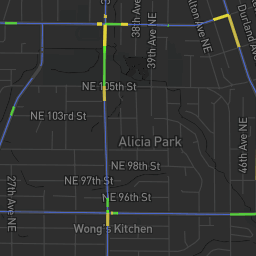 38th Ave NE
39th Ave NE
lton Ave NE
Durland A
NE 105th St
NE 103rd St
Alicia Park
NE 98th St
46th Ave NE
27th Ave NE
NE 97th St
NE 96th St
Wong's Kitchen